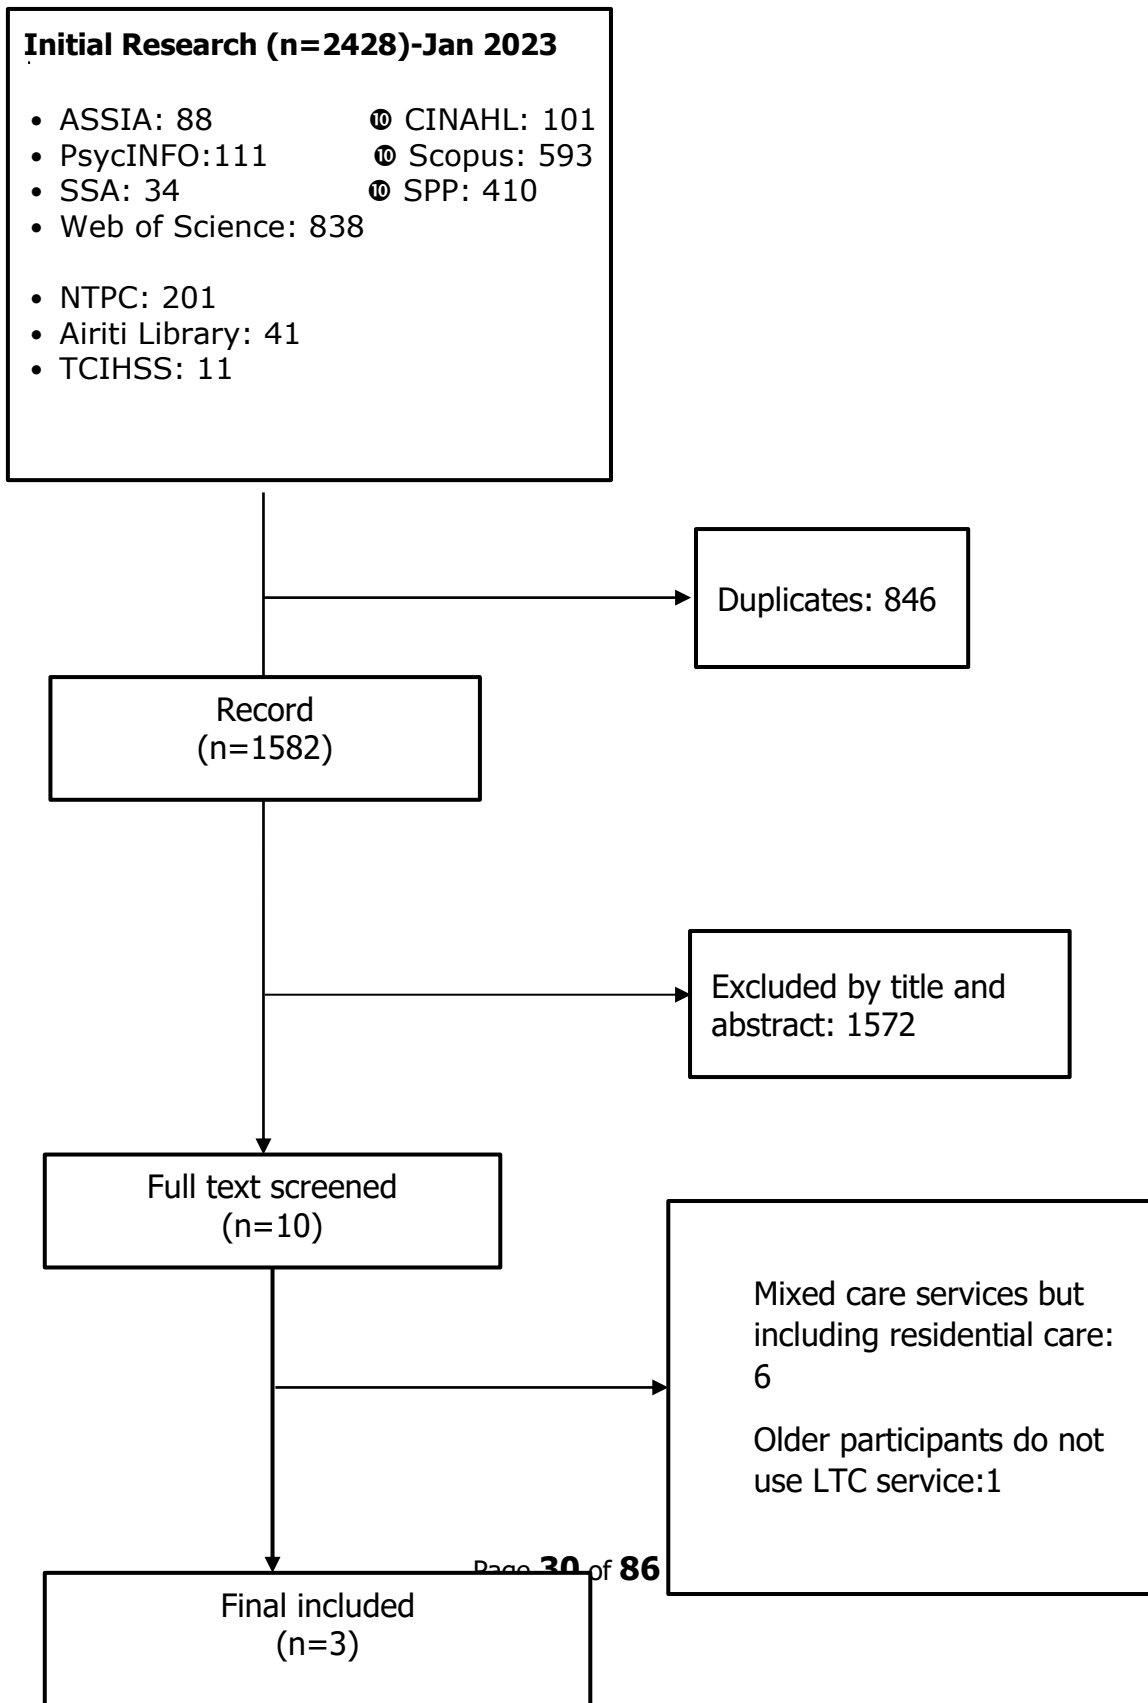 Initial Research (n=2428)-Jan 2023
• ASSIA: 88 ❿ CINAHL: 101
• PsycINFO:111 ❿ Scopus: 593
• SSA: 34 ❿ SPP: 410
• Web of Science: 838
• NTPC: 201
• Airiti Library: 41
• TCIHSS: 11
Duplicates: 846
Record
(n=1582)
Excluded by title and
abstract: 1572
Full text screened
(n=10)
Mixed care services but
including residential care:
6
Older participants do not
use LTC service:1
Page 30 of 86
Final included
(n=3)